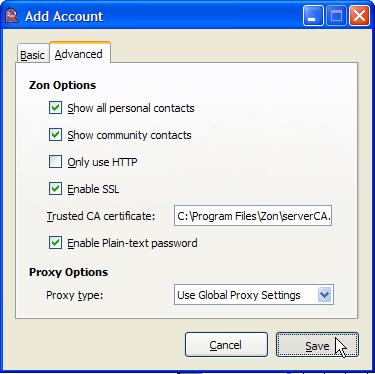 Add Account
Basic Advanced
Zon Options
Show all personal contacts
Show community contacts
Only use HTTP
Enable SSL
Trusted CA certificate: C:\Program Files\Zon\serverCA.
Enable Plain-text password
Proxy Options
Proxy type: Use Global Proxy Settings
Cancel Save